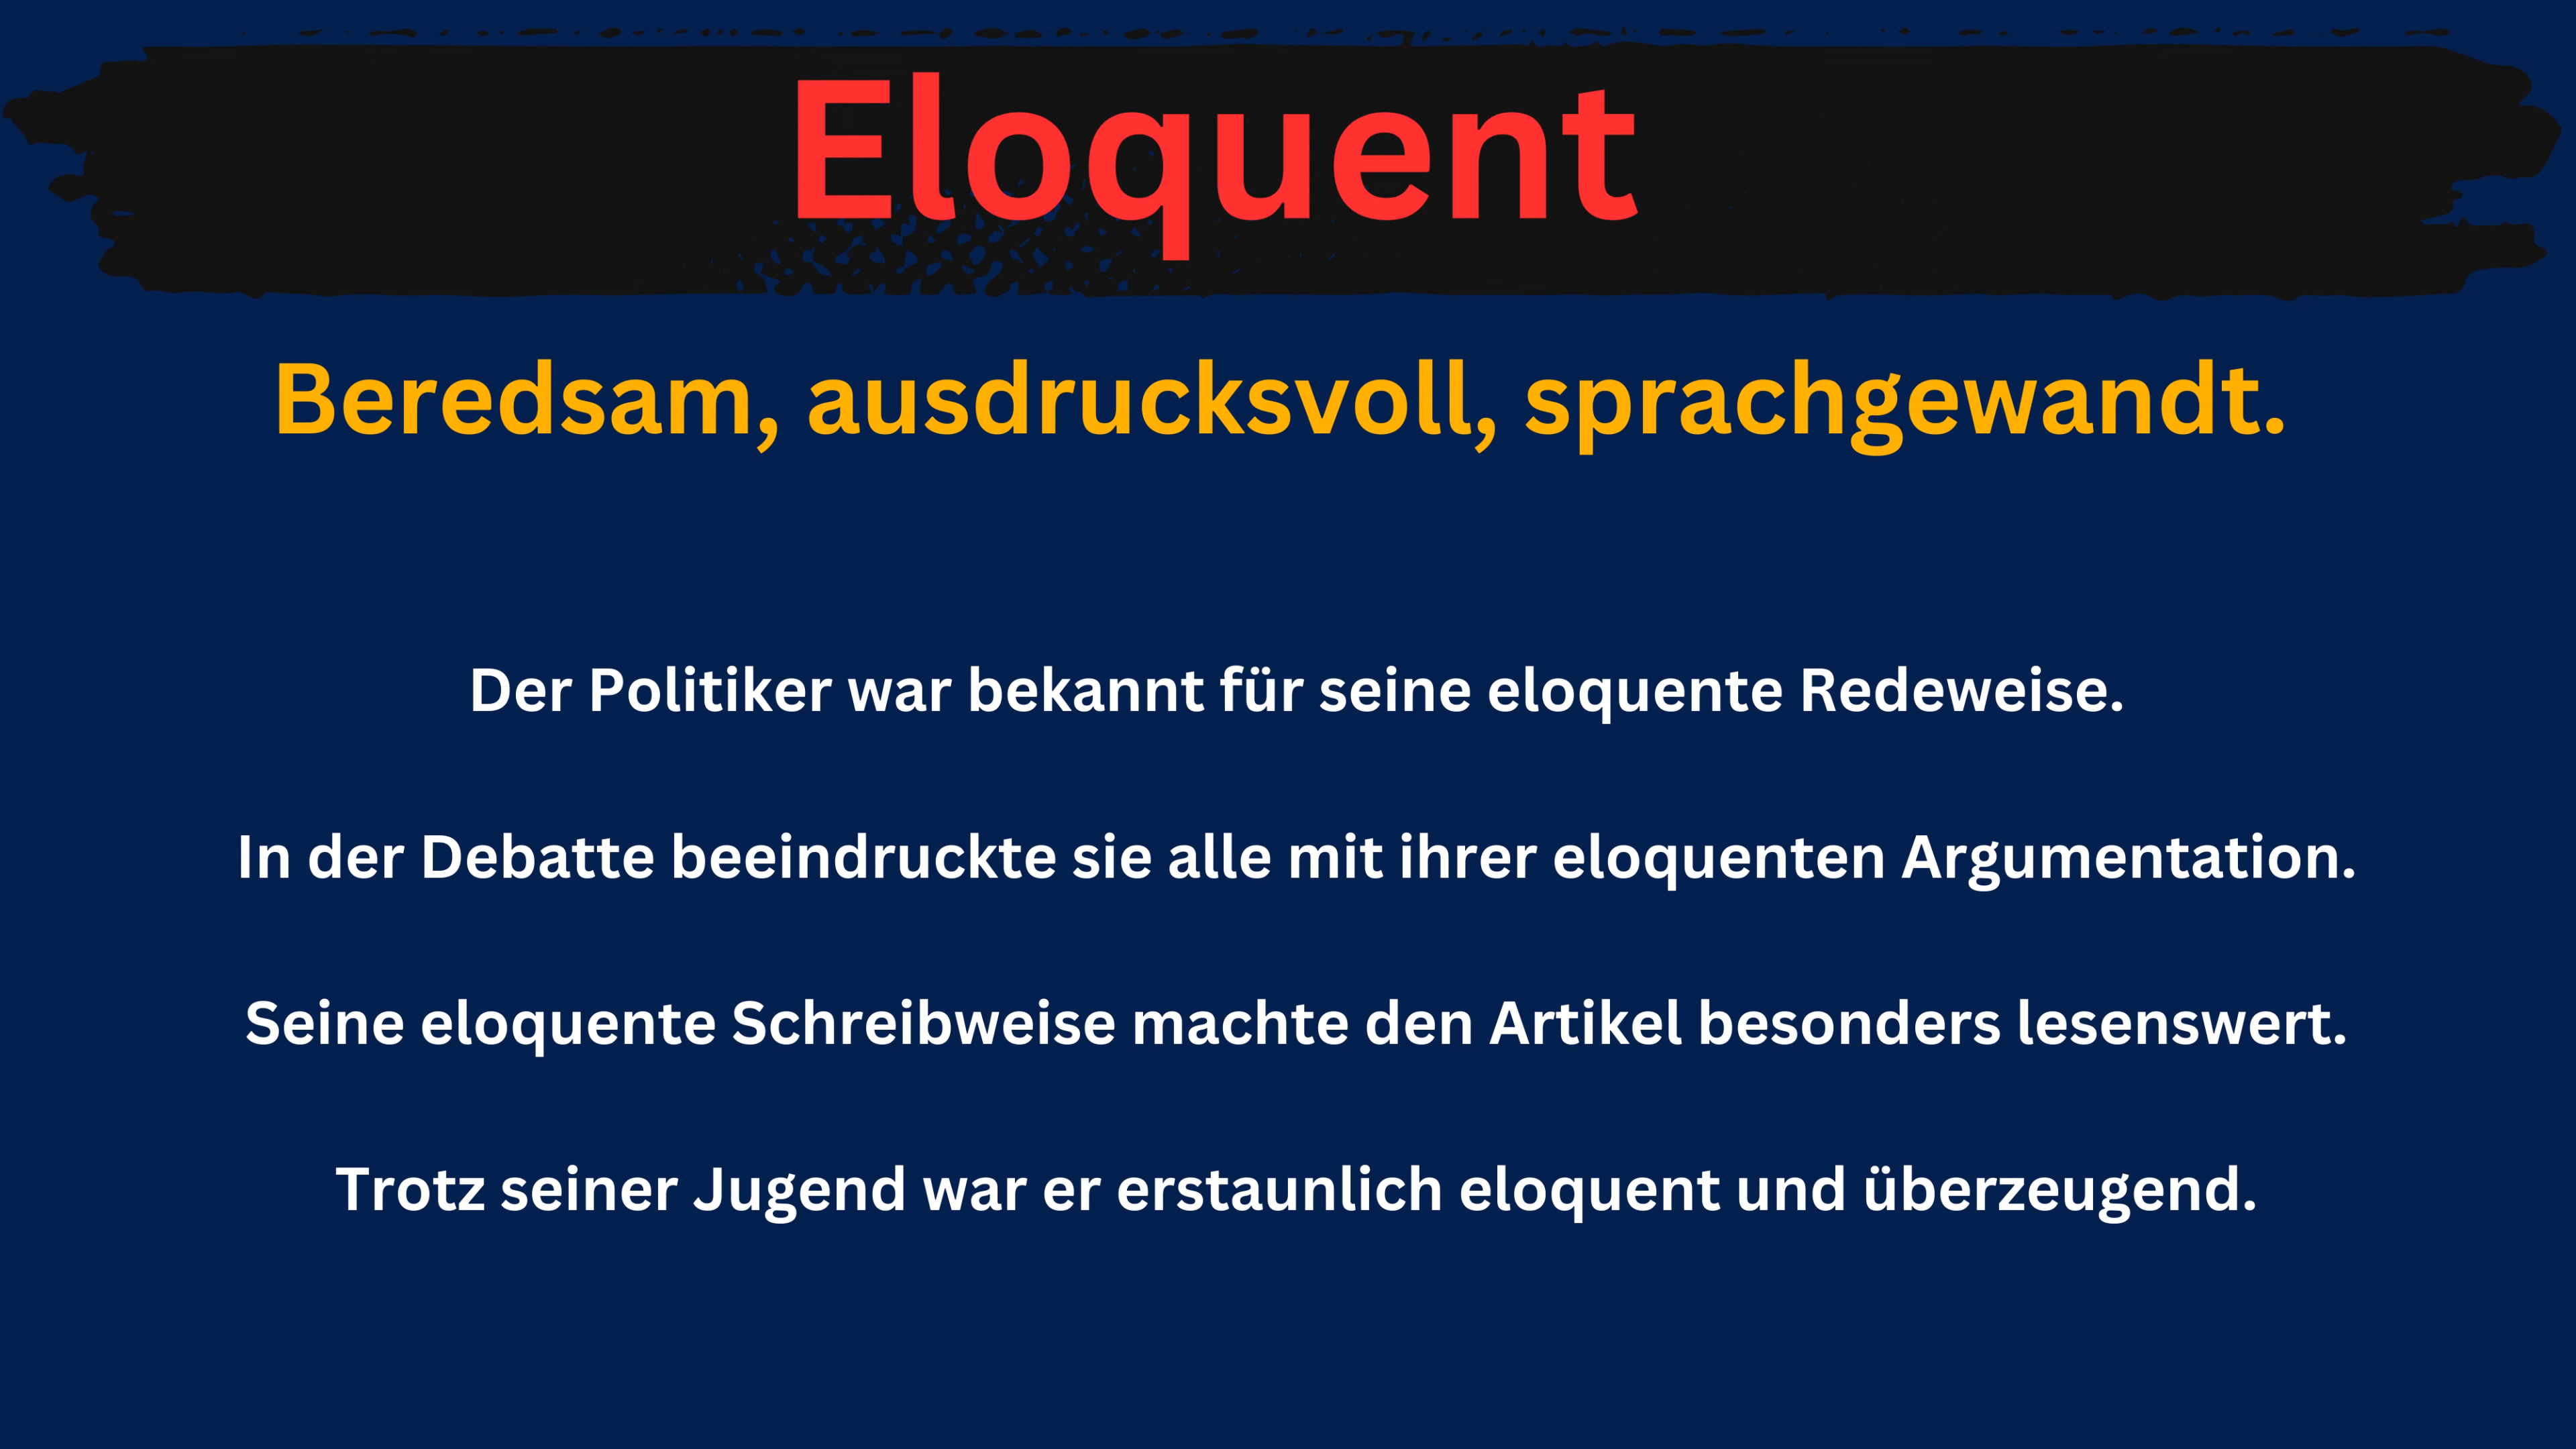 Eloquent
Beredsam, ausdrucksvoll, sprachgewandt.
Der Politiker war bekannt für seine eloquente Redeweise.
In der Debatte beeindruckte sie alle mit ihrer eloquenten Argumentation.
Seine eloquente Schreibweise machte den Artikel besonders lesenswert.
Trotz seiner Jugend war er erstaunlich eloquent und überzeugend.